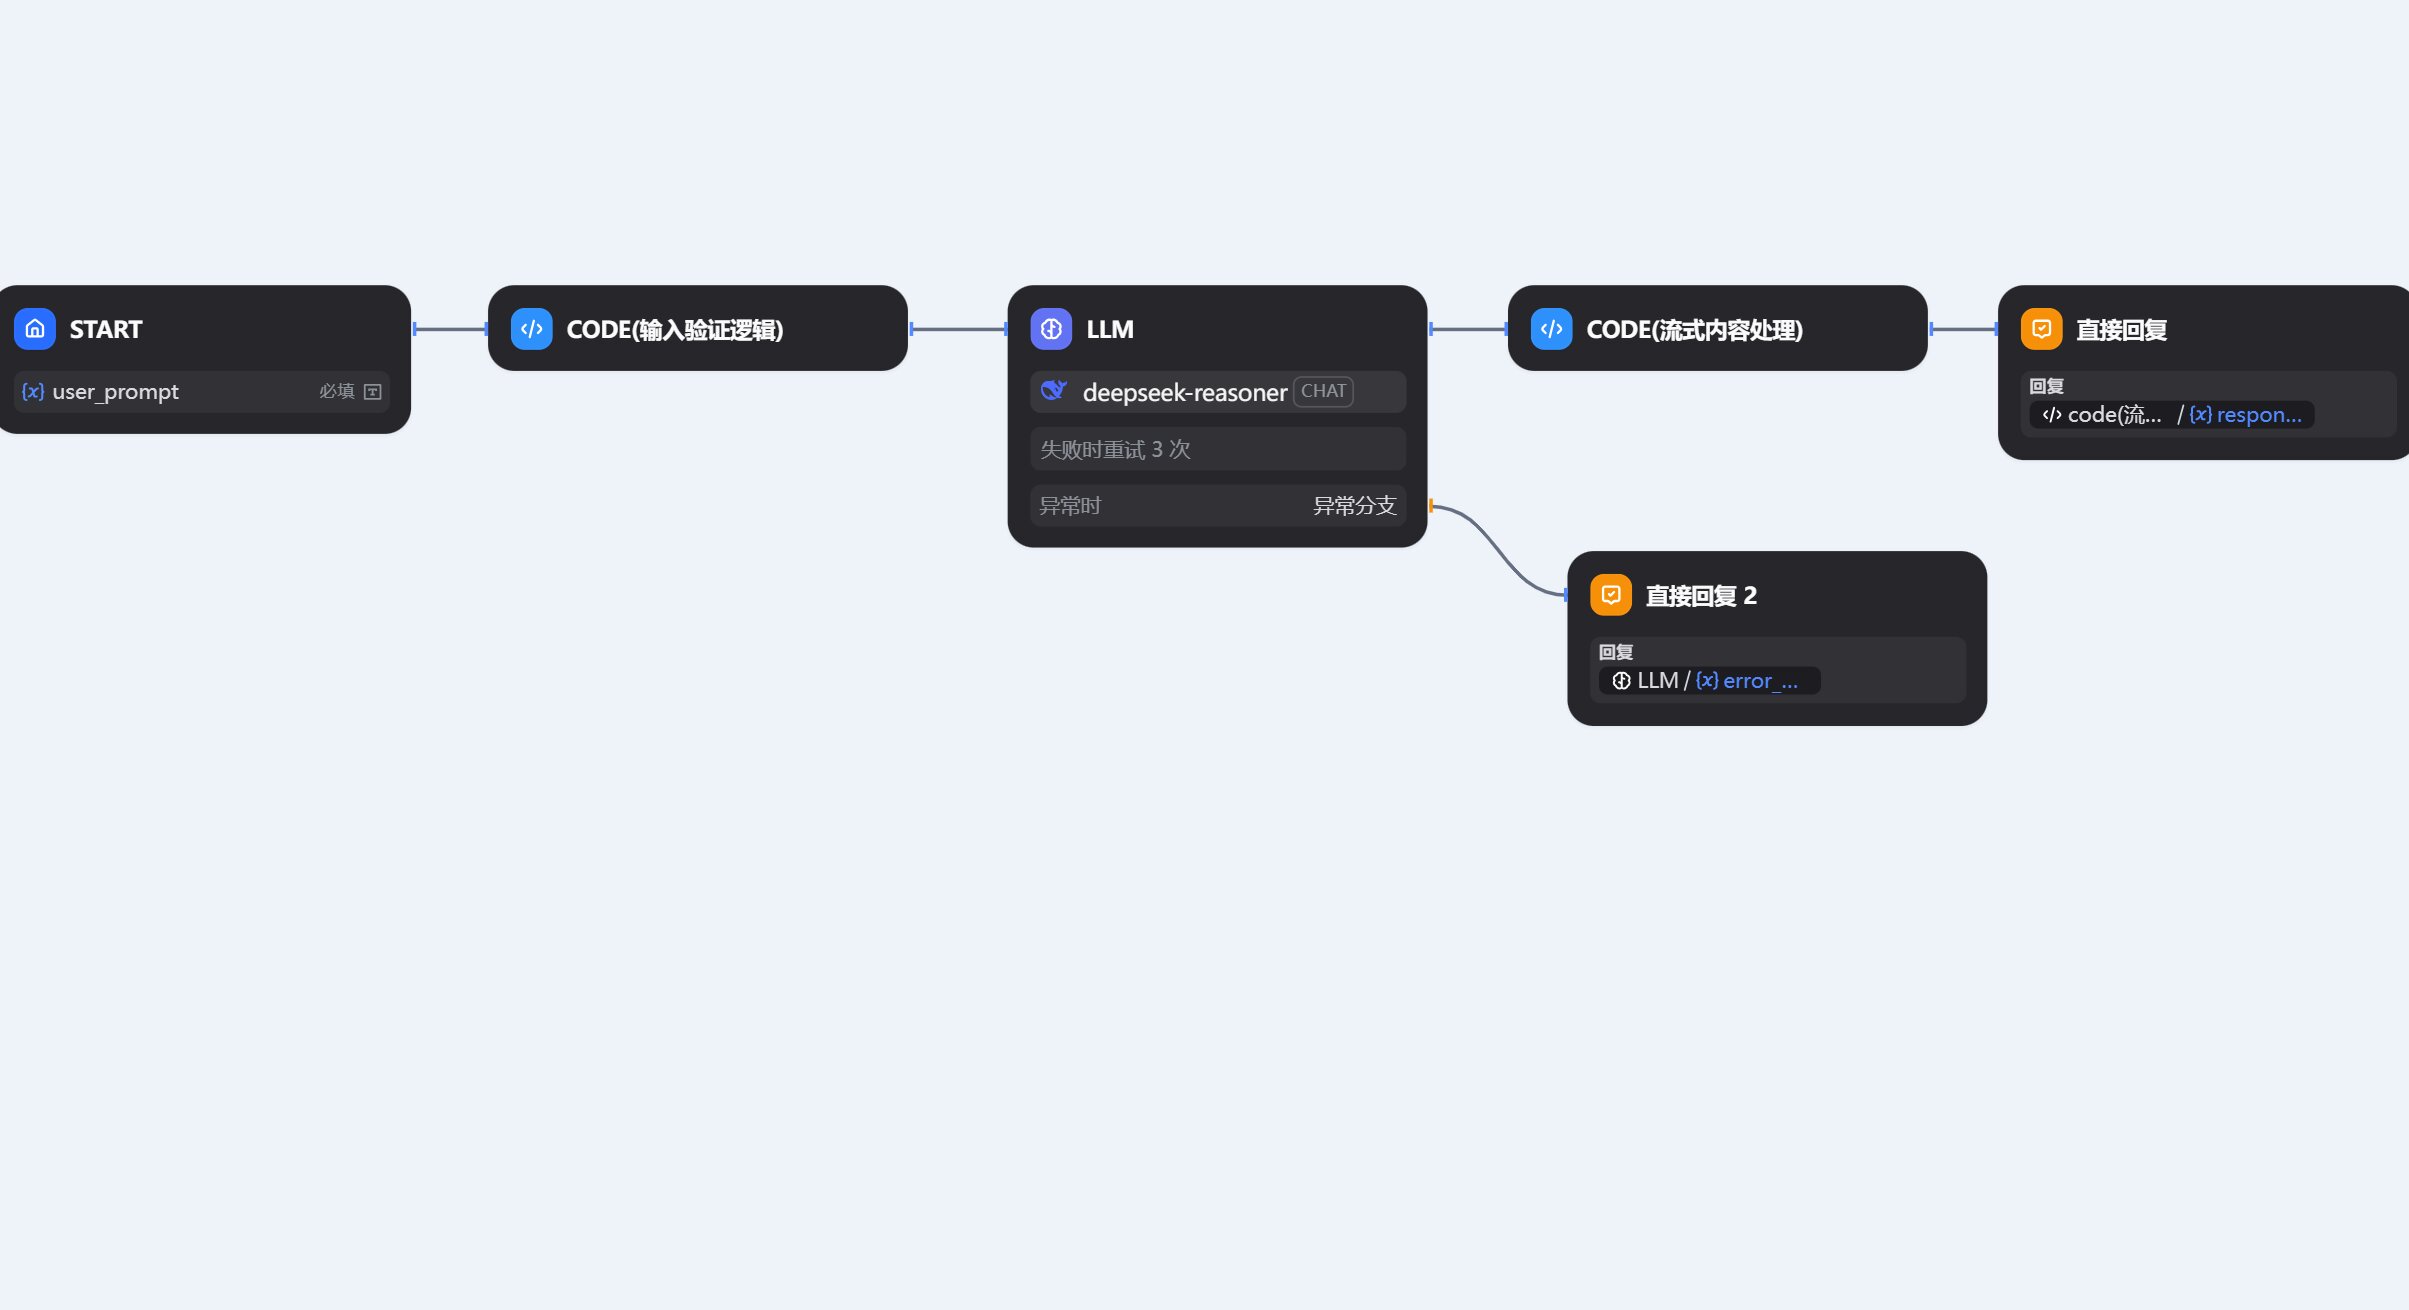 START
{x} user_prompt 必填
CODE(输入验证逻辑)
LLM
deepseek-reasoner CHAT
失败时重试 3 次
异常时 异常分支
CODE(流式内容处理)
直接回复
回复
code(流... / {x} respon...
直接回复 2
回复
LLM / {x} error_...